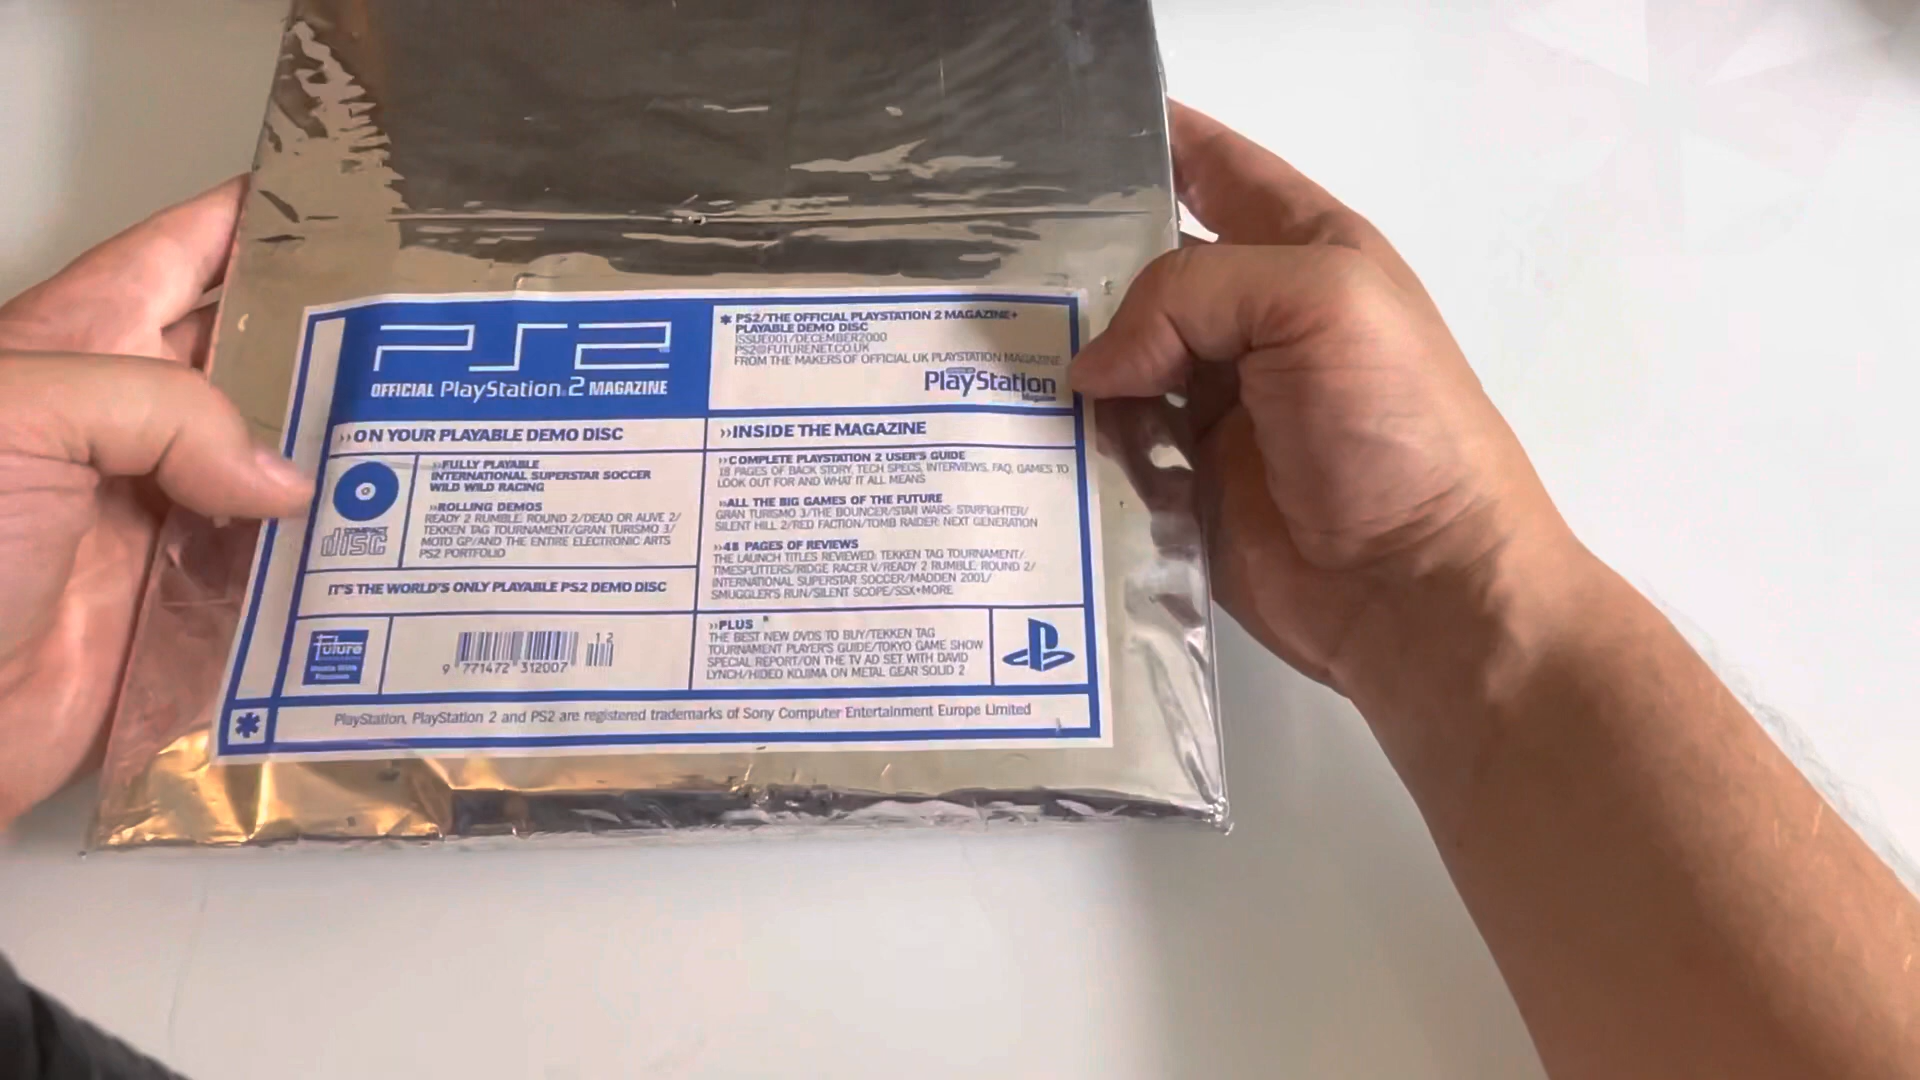 PS2
OFFICIAL PlayStation 2 MAGAZINE
* PS2/THE OFFICIAL PLAYSTATION 2 MAGAZINE+
PLAYABLE DEMO DISC
ISSUE001/DECEMBER2000
PS2@FUTURENET.CO.UK
FROM THE MAKERS OF OFFICIAL UK PLAYSTATION MAGAZINE
PlayStation
Magazine
»ON YOUR PLAYABLE DEMO DISC
»FULLY PLAYABLE
INTERNATIONAL SUPERSTAR SOCCER
WILD WILD RACING
»ROLLING DEMOS
READY 2 RUMBLE: ROUND 2/DEAD OR ALIVE 2/
TEKKEN TAG TOURNAMENT/GRAN TURISMO 3/
MOTO GP/AND THE ENTIRE ELECTRONIC ARTS
PS2 PORTFOLIO
COMPACT
disc
IT'S THE WORLD'S ONLY PLAYABLE PS2 DEMO DISC
Future
Media With
Passion
12
9 771472 312007
»INSIDE THE MAGAZINE
»COMPLETE PLAYSTATION 2 USER'S GUIDE
18 PAGES OF BACK STORY, TECH SPECS, INTERVIEWS, FAQ, GAMES TO
LOOK OUT FOR AND WHAT IT ALL MEANS
»ALL THE BIG GAMES OF THE FUTURE
GRAN TURISMO 3/THE BOUNCER/STAR WARS: STARFIGHTER/
SILENT HILL 2/RED FACTION/TOMB RAIDER: NEXT GENERATION
»48 PAGES OF REVIEWS
THE LAUNCH TITLES REVIEWED: TEKKEN TAG TOURNAMENT/
TIMESPLITTERS/RIDGE RACER V/READY 2 RUMBLE: ROUND 2/
INTERNATIONAL SUPERSTAR SOCCER/MADDEN 2001/
SMUGGLER'S RUN/SILENT SCOPE/SSX+MORE
»PLUS
THE BEST NEW DVDS TO BUY/TEKKEN TAG
TOURNAMENT PLAYER'S GUIDE/TOKYO GAME SHOW
SPECIAL REPORT/ON THE TV AD SET WITH DAVID
LYNCH/HIDEO KOJIMA ON METAL GEAR SOLID 2
* PlayStation, PlayStation 2 and PS2 are registered trademarks of Sony Computer Entertainment Europe Limited